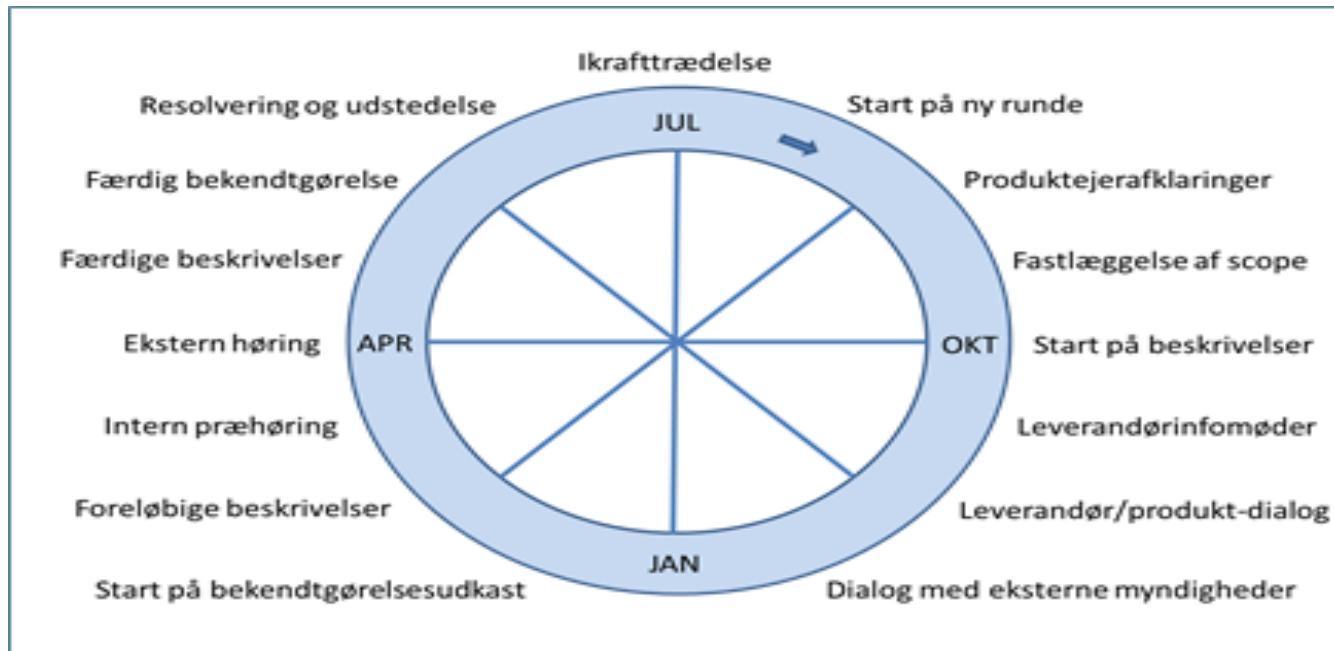 Ikrafttrædelse
Resolvering og udstedelse
Start på ny runde
JUL
Færdig bekendtgørelse
Produktejerafklaringer
Færdige beskrivelser
Fastlæggelse af scope
Ekstern høring
APR
OKT
Start på beskrivelser
Intern præhøring
Leverandørinfomøder
Foreløbige beskrivelser
Leverandør/produkt-dialog
JAN
Start på bekendtgørelsesudkast
Dialog med eksterne myndigheder